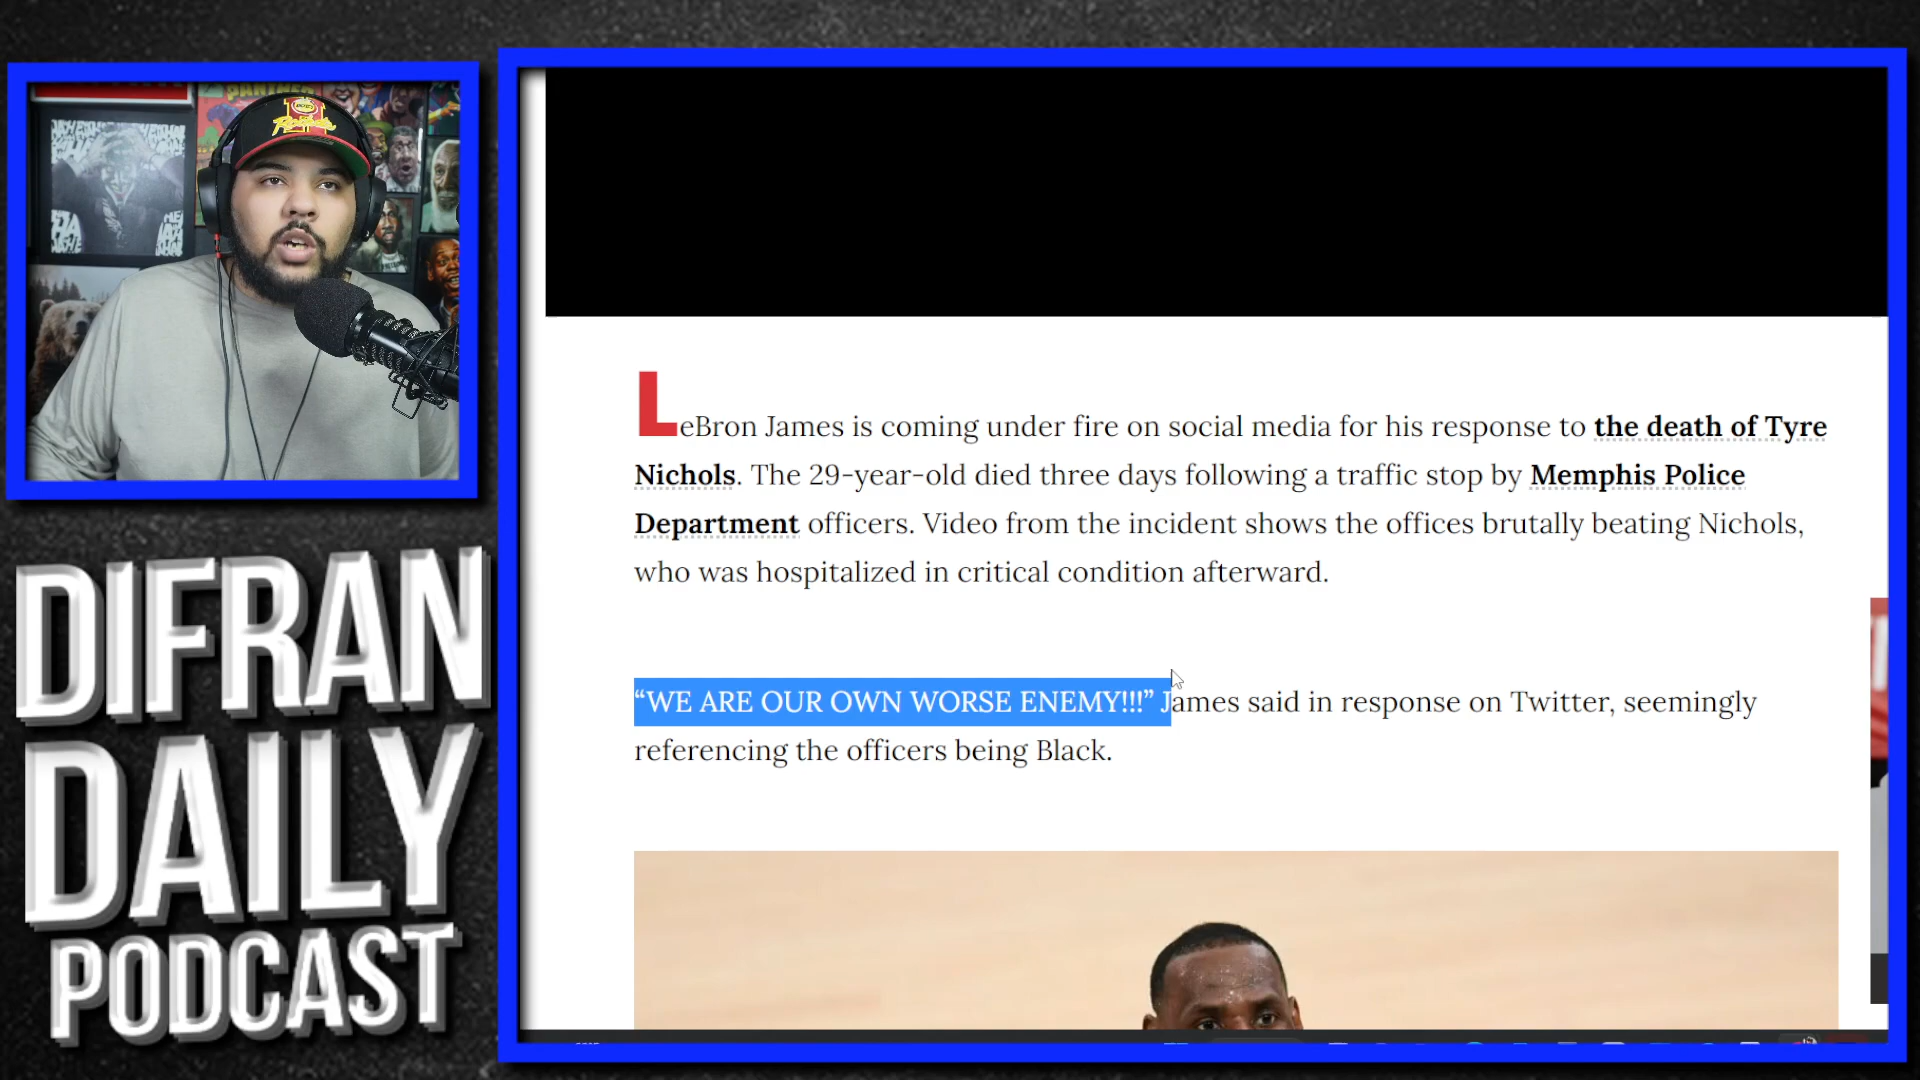 DIFRAN
DAILY
PODCAST
LeBron James is coming under fire on social media for his response to the death of Tyre
Nichols. The 29-year-old died three days following a traffic stop by Memphis Police
Department officers. Video from the incident shows the offices brutally beating Nichols,
who was hospitalized in critical condition afterward.
“WE ARE OUR OWN WORSE ENEMY!!!” James said in response on Twitter, seemingly
referencing the officers being Black.